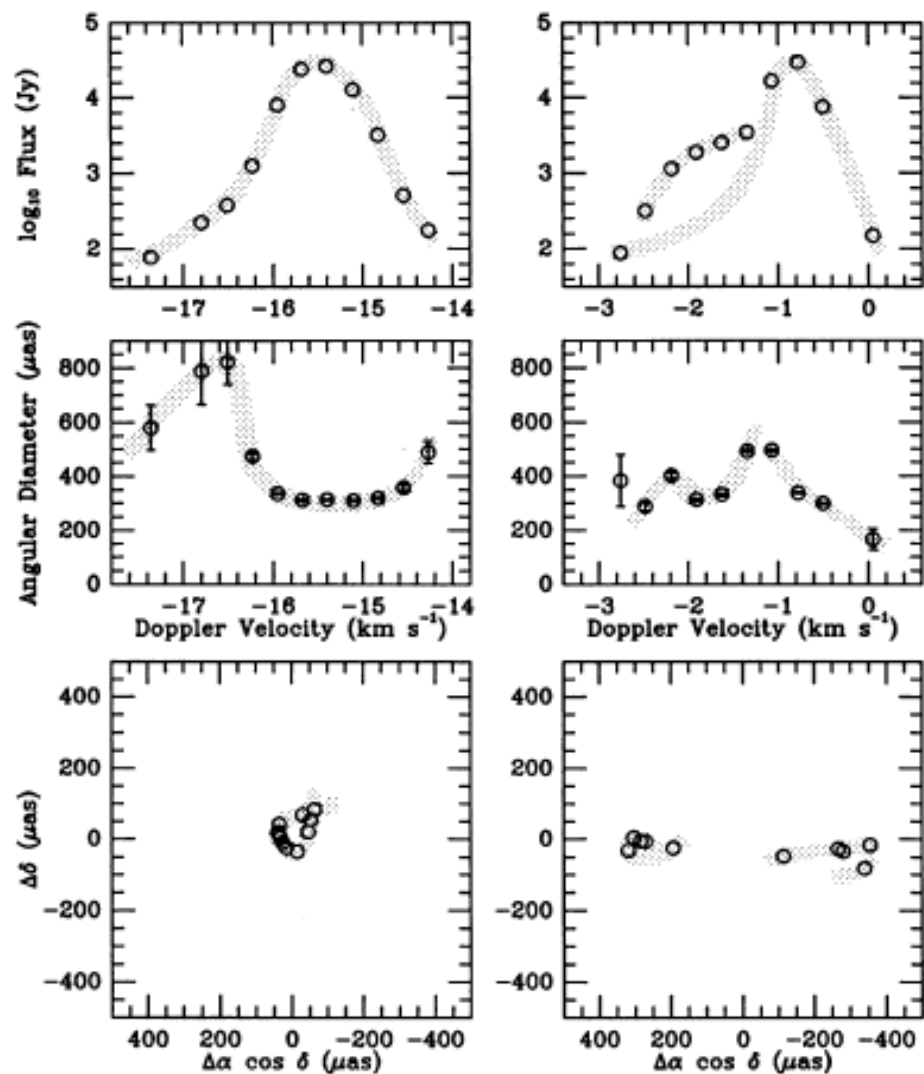 5
4
3
2
log₁₀ Flux (Jy)
-17 -16 -15 -14
-3 -2 -1 0
800
600
400
200
0
Angular Diameter (μas)
-17 -16 -15 -14
-3 -2 -1 0
Doppler Velocity (km s⁻¹)
Doppler Velocity (km s⁻¹)
400
200
0
-200
-400
Δδ (μas)
400 200 0 -200 -400
Δα cos δ (μas)
5
4
3
2
800
600
400
200
0
400
200
0
-200
-400
400 200 0 -200 -400
Δα cos δ (μas)